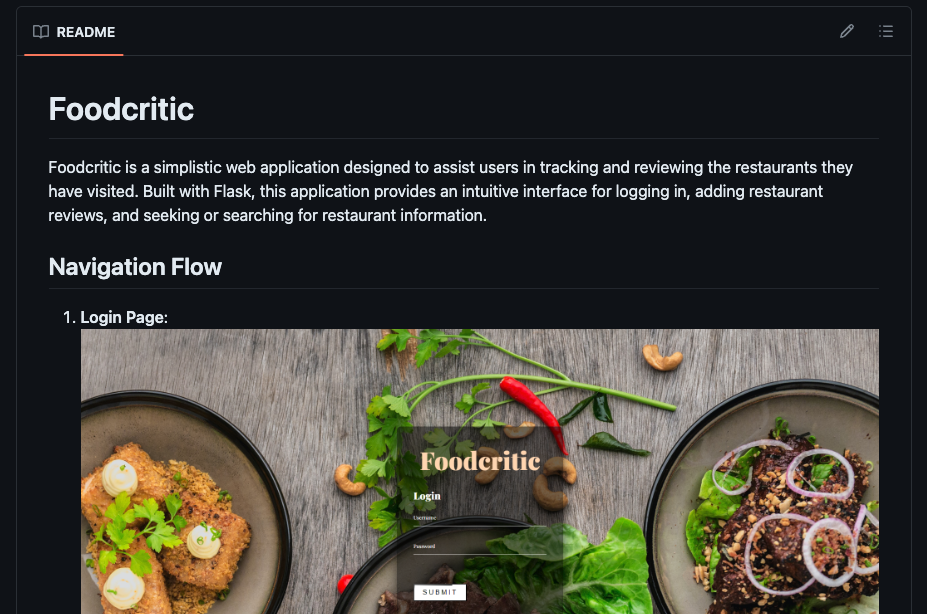 README
Foodcritic
Foodcritic is a simplistic web application designed to assist users in tracking and reviewing the restaurants they
have visited. Built with Flask, this application provides an intuitive interface for logging in, adding restaurant
reviews, and seeking or searching for restaurant information.
Navigation Flow
1. Login Page:
Foodcritic
Login
Username
Password
SUBMIT